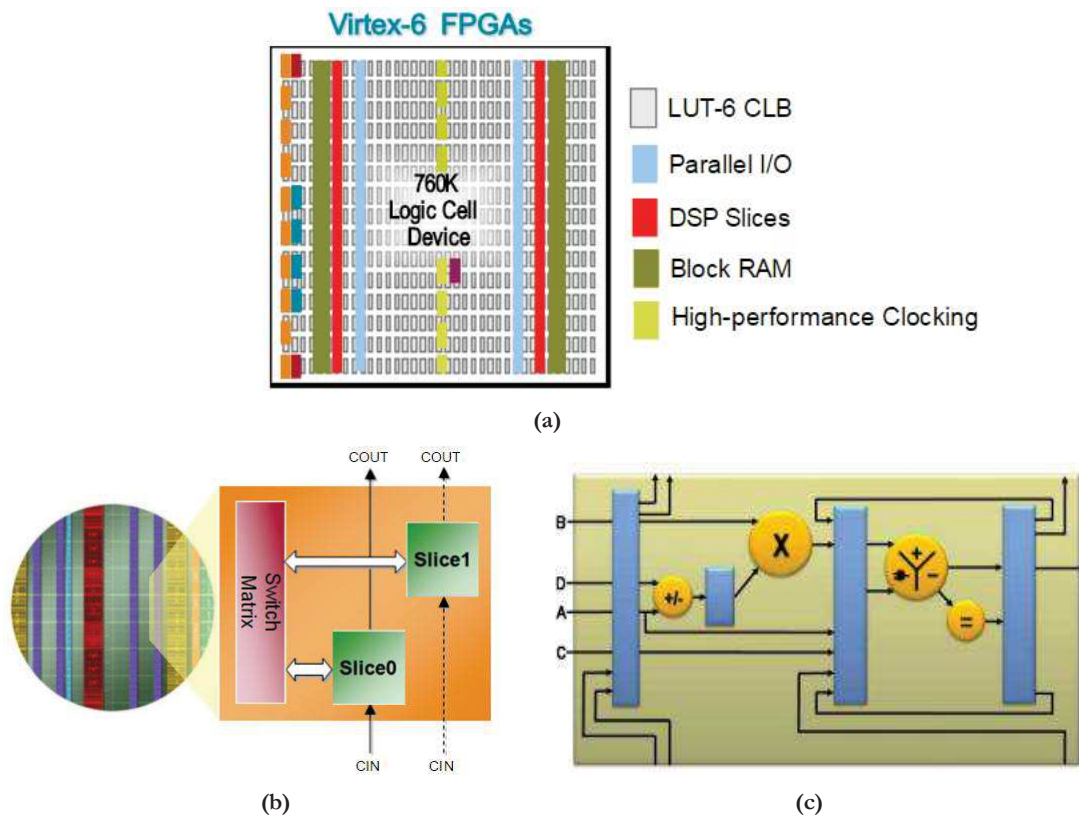 Virtex-6 FPGAs
760K
Logic Cell
Device
LUT-6 CLB
Parallel I/O
DSP Slices
Block RAM
High-performance Clocking
(a)
COUT COUT
Switch Matrix
Slice1
Slice0
CIN CIN
(b)
B
D
A
C
+/-
X
+
-
=
(c)